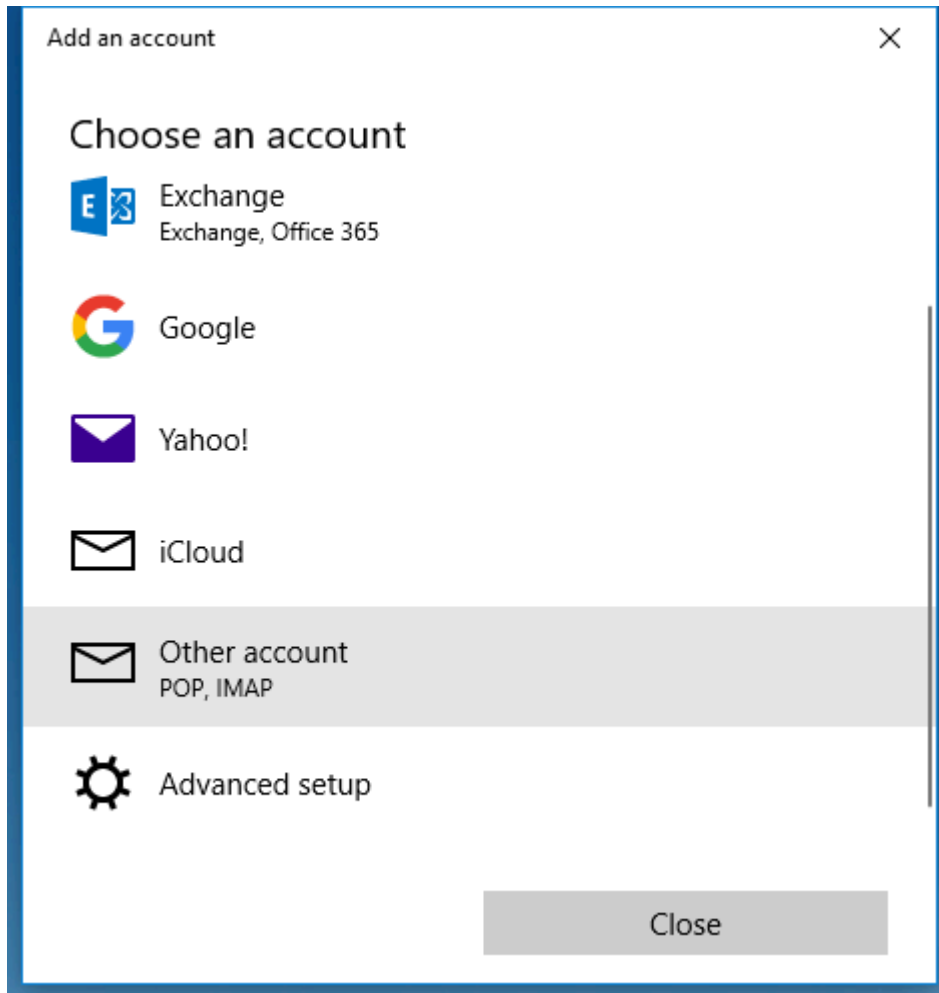 Add an account
Choose an account
Exchange
Exchange, Office 365
Google
Yahoo!
iCloud
Other account
POP, IMAP
Advanced setup
Close